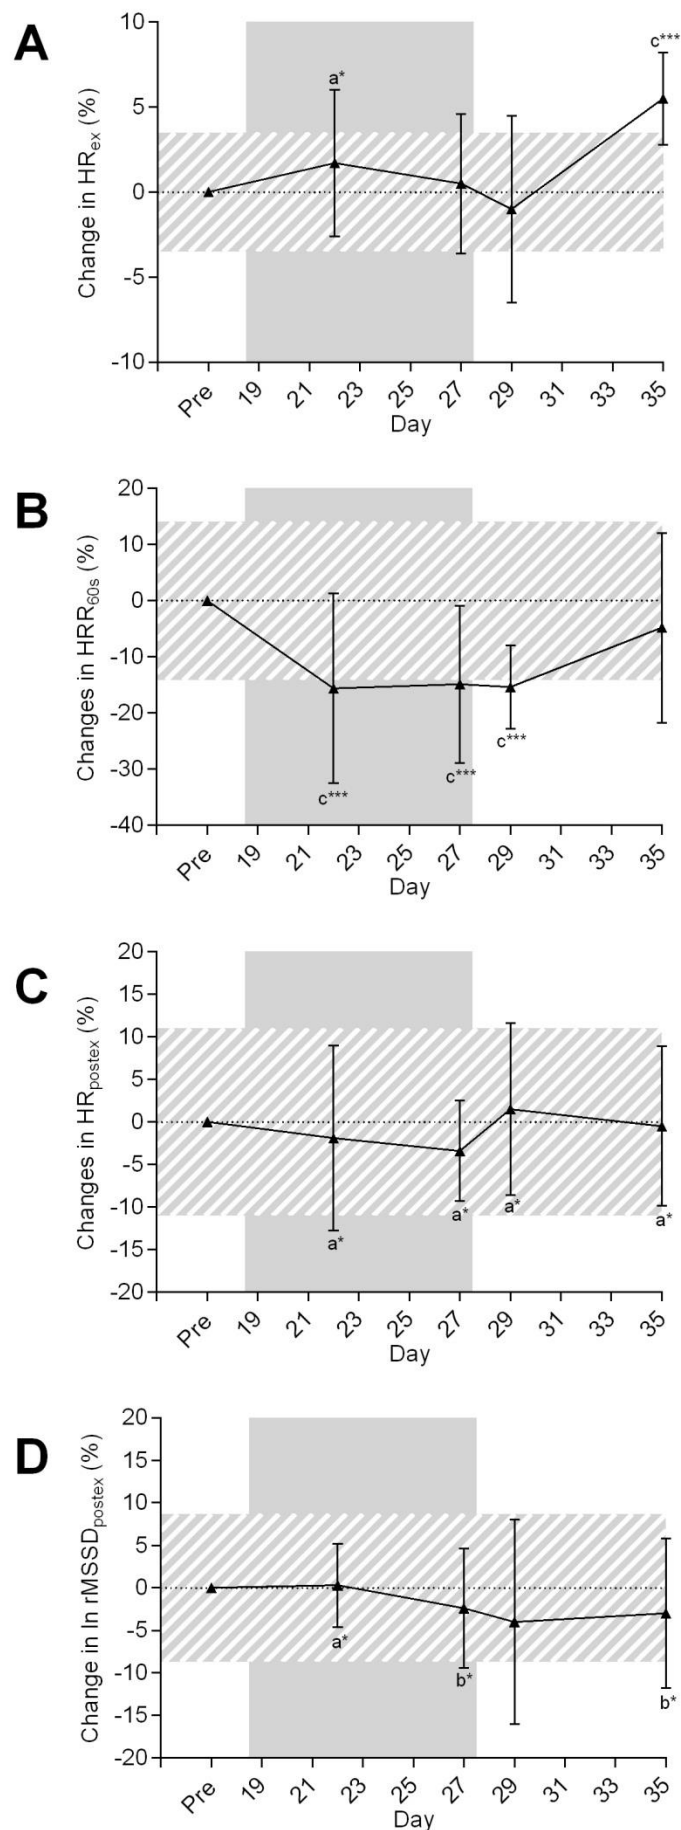 A
Change in HRex (%)
10
5
0
-5
-10
a*
c***
Pre 19 21 23 25 27 29 31 33 35
Day
B
Changes in HRR60s (%)
20
10
0
-10
-20
-30
-40
c***
c***
c***
Pre 19 21 23 25 27 29 31 33 35
Day
C
Changes in HRpostex (%)
20
15
10
5
0
-5
-10
-15
-20
a*
a*
a*
a*
Pre 19 21 23 25 27 29 31 33 35
Day
D
Change in ln rMSSDpostex (%)
20
15
10
5
0
-5
-10
-15
-20
a*
b*
b*
Pre 19 21 23 25 27 29 31 33 35
Day